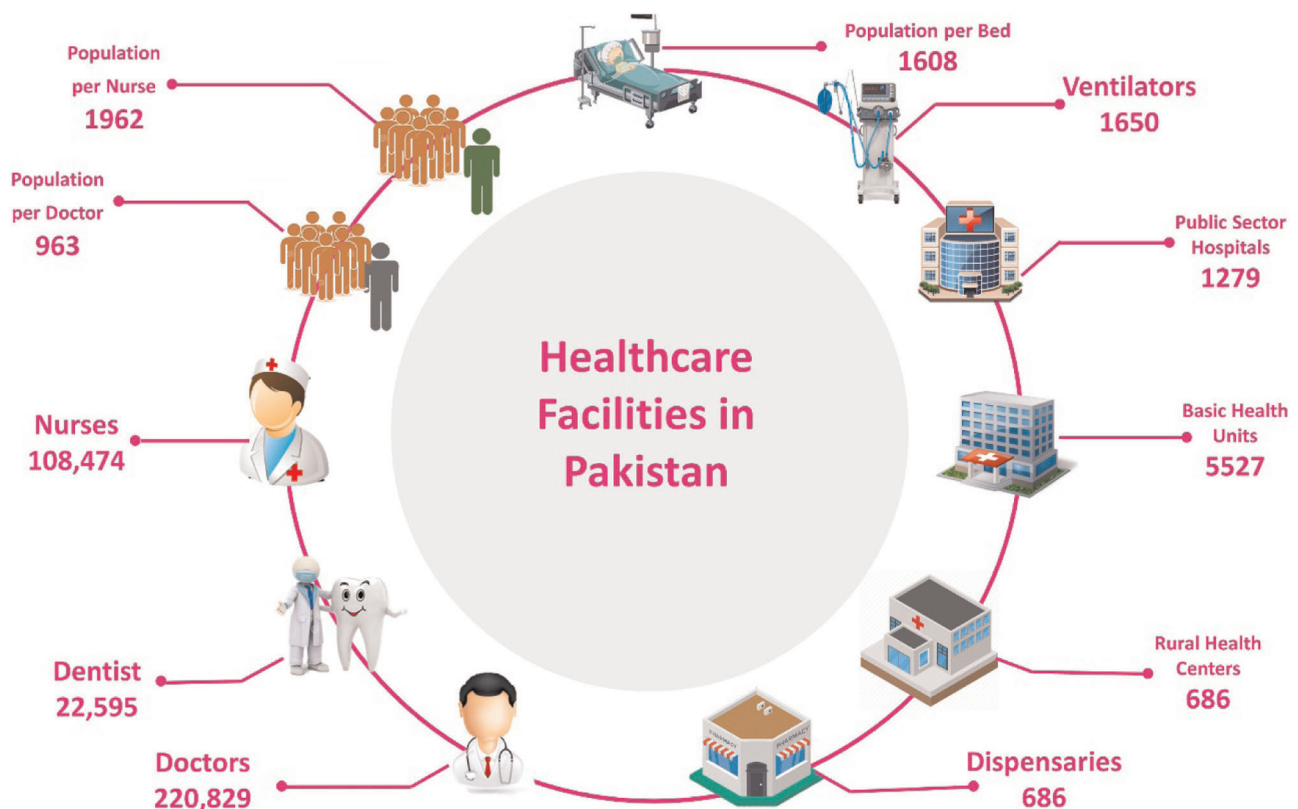 Population per Bed
1608
Ventilators
1650
Public Sector
Hospitals
1279
Basic Health
Units
5527
Rural Health
Centers
686
Dispensaries
686
Doctors
220,829
Dentist
22,595
Nurses
108,474
Population
per Doctor
963
Population
per Nurse
1962
Healthcare
Facilities in
Pakistan
PHARMACY
PHARMACY